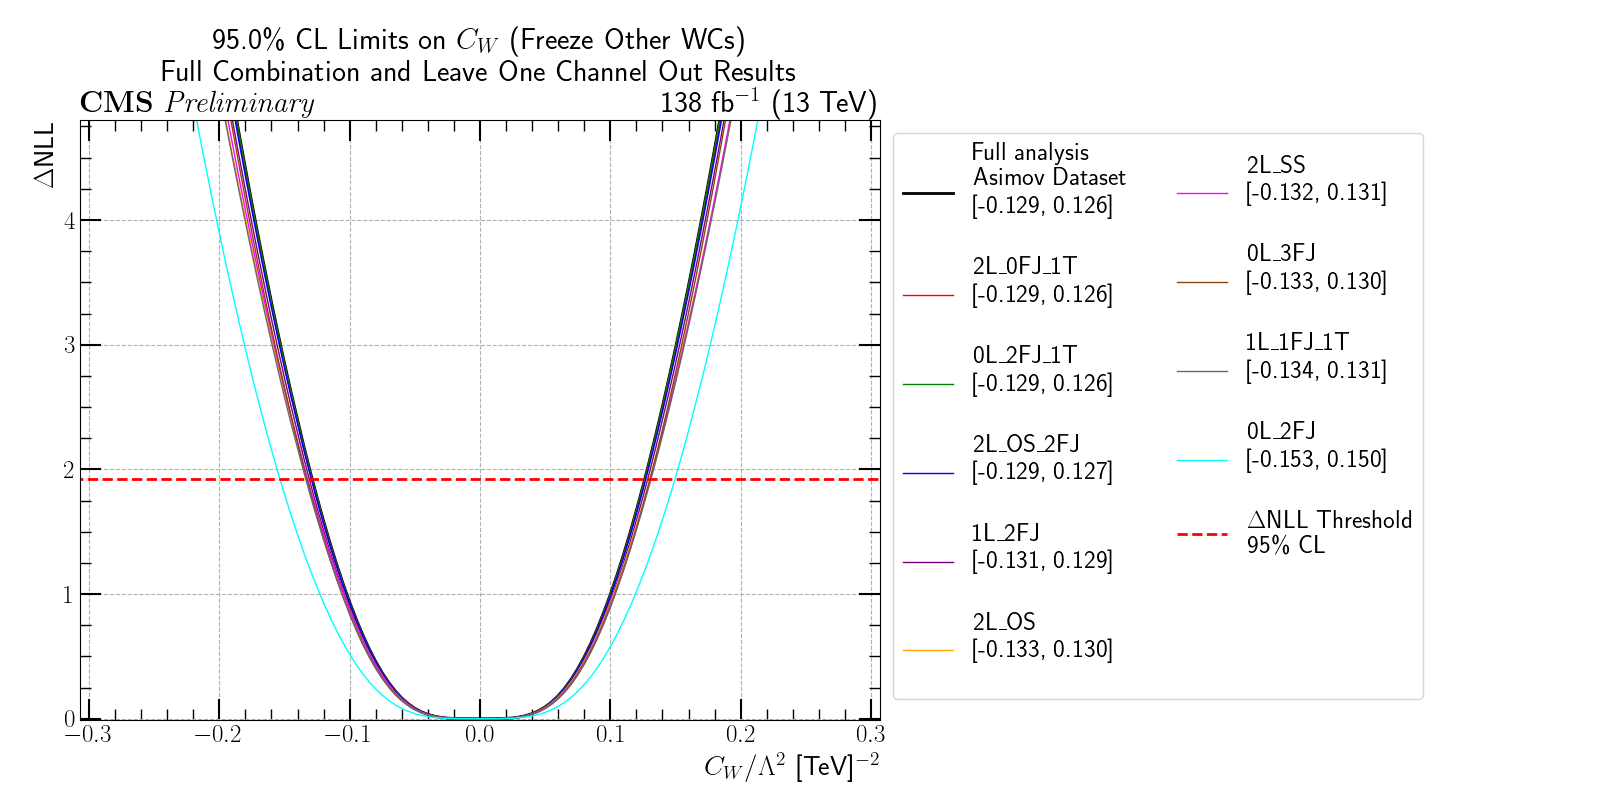 95.0% CL Limits on C_W (Freeze Other WCs)
Full Combination and Leave One Channel Out Results
CMS Preliminary
138 fb⁻¹ (13 TeV)
ΔNLL
4
3
2
1
0
−0.3
−0.2
−0.1
0.0
0.1
0.2
0.3
C_W/Λ² [TeV]⁻²
Full analysis
Asimov Dataset
[-0.129, 0.126]
2L_0FJ_1T
[-0.129, 0.126]
0L_2FJ_1T
[-0.129, 0.126]
2L_OS_2FJ
[-0.129, 0.127]
1L_2FJ
[-0.131, 0.129]
2L_OS
[-0.133, 0.130]
2L_SS
[-0.132, 0.131]
0L_3FJ
[-0.133, 0.130]
1L_1FJ_1T
[-0.134, 0.131]
0L_2FJ
[-0.153, 0.150]
ΔNLL Threshold
95% CL